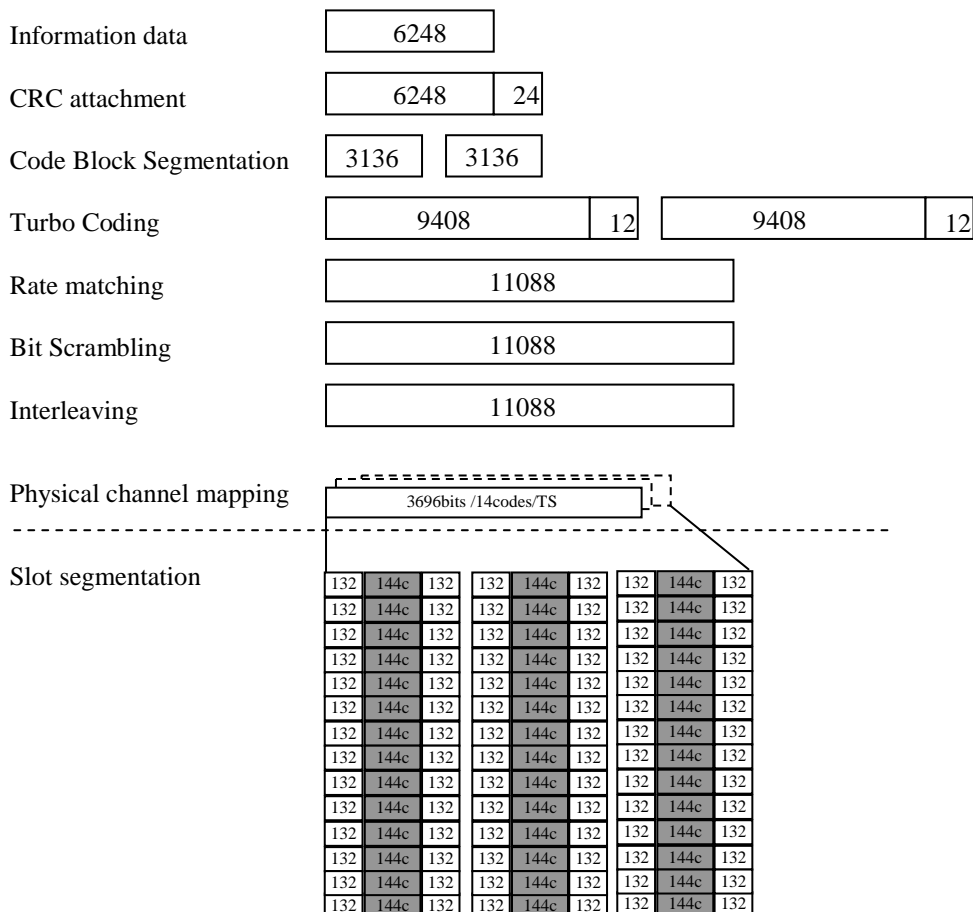 Information data 6248
CRC attachment 6248 24
Code Block Segmentation 3136 3136
Turbo Coding 9408 12 9408 12
Rate matching 11088
Bit Scrambling 11088
Interleaving 11088
Physical channel mapping 3696bits /14codes/TS
Slot segmentation
132 144c 132 132 144c 132 132 144c 132
132 144c 132 132 144c 132 132 144c 132
132 144c 132 132 144c 132 132 144c 132
132 144c 132 132 144c 132 132 144c 132
132 144c 132 132 144c 132 132 144c 132
132 144c 132 132 144c 132 132 144c 132
132 144c 132 132 144c 132 132 144c 132
132 144c 132 132 144c 132 132 144c 132
132 144c 132 132 144c 132 132 144c 132
132 144c 132 132 144c 132 132 144c 132
132 144c 132 132 144c 132 132 144c 132
132 144c 132 132 144c 132 132 144c 132
132 144c 132 132 144c 132 132 144c 132
132 144c 132 132 144c 132 132 144c 132